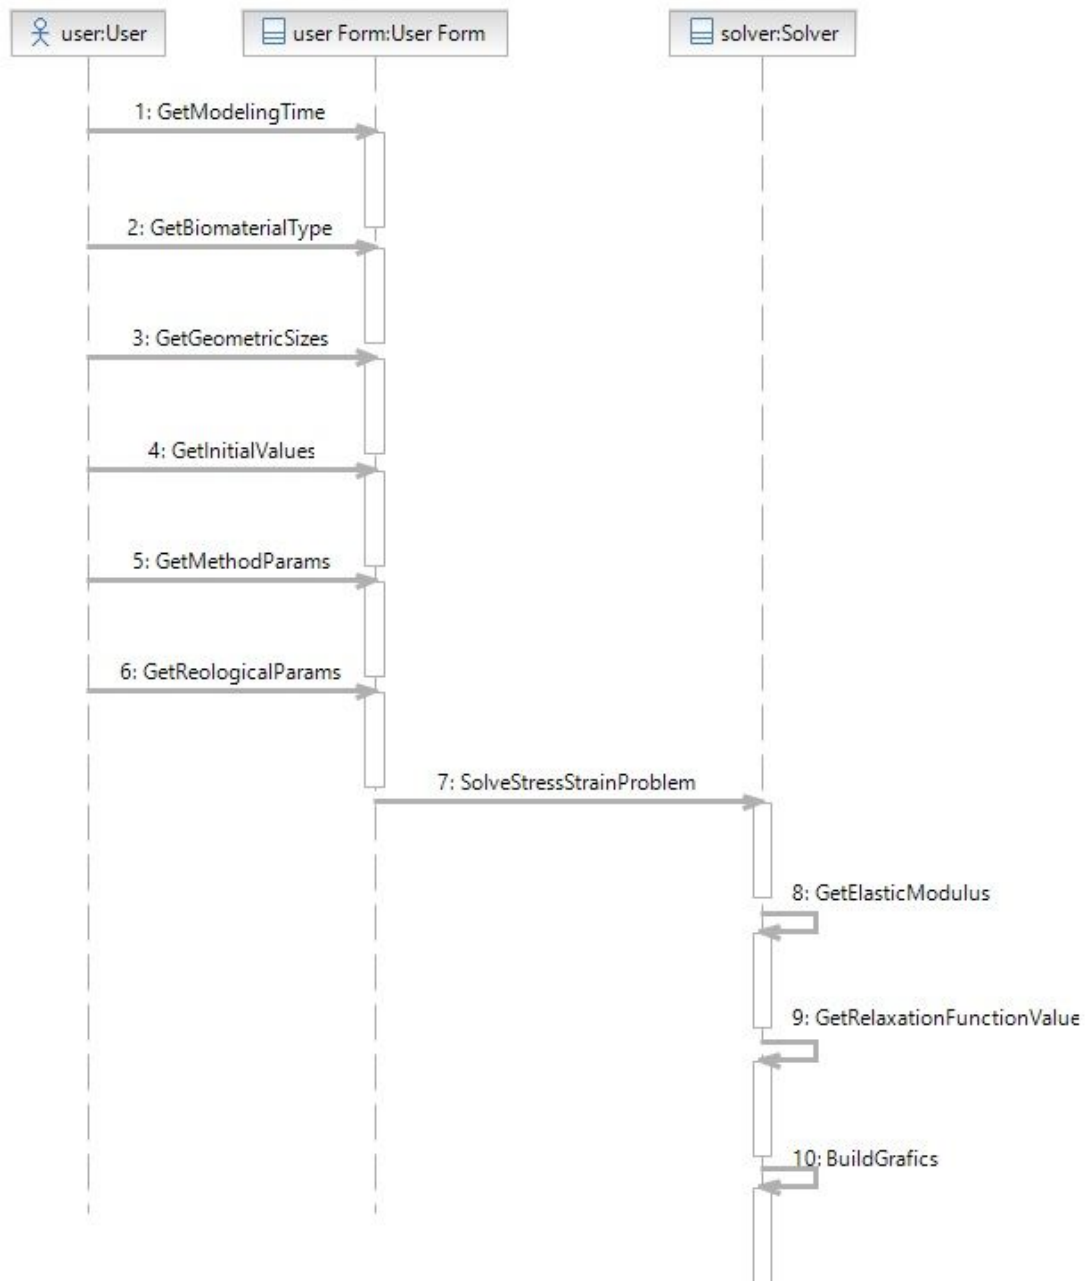 user:User
user Form:User Form
solver:Solver
1: GetModelingTime
2: GetBiomaterialType
3: GetGeometricSizes
4: GetInitialValues
5: GetMethodParams
6: GetReologicalParams
7: SolveStressStrainProblem
8: GetElasticModulus
9: GetRelaxationFunctionValue
10: BuildGrafics